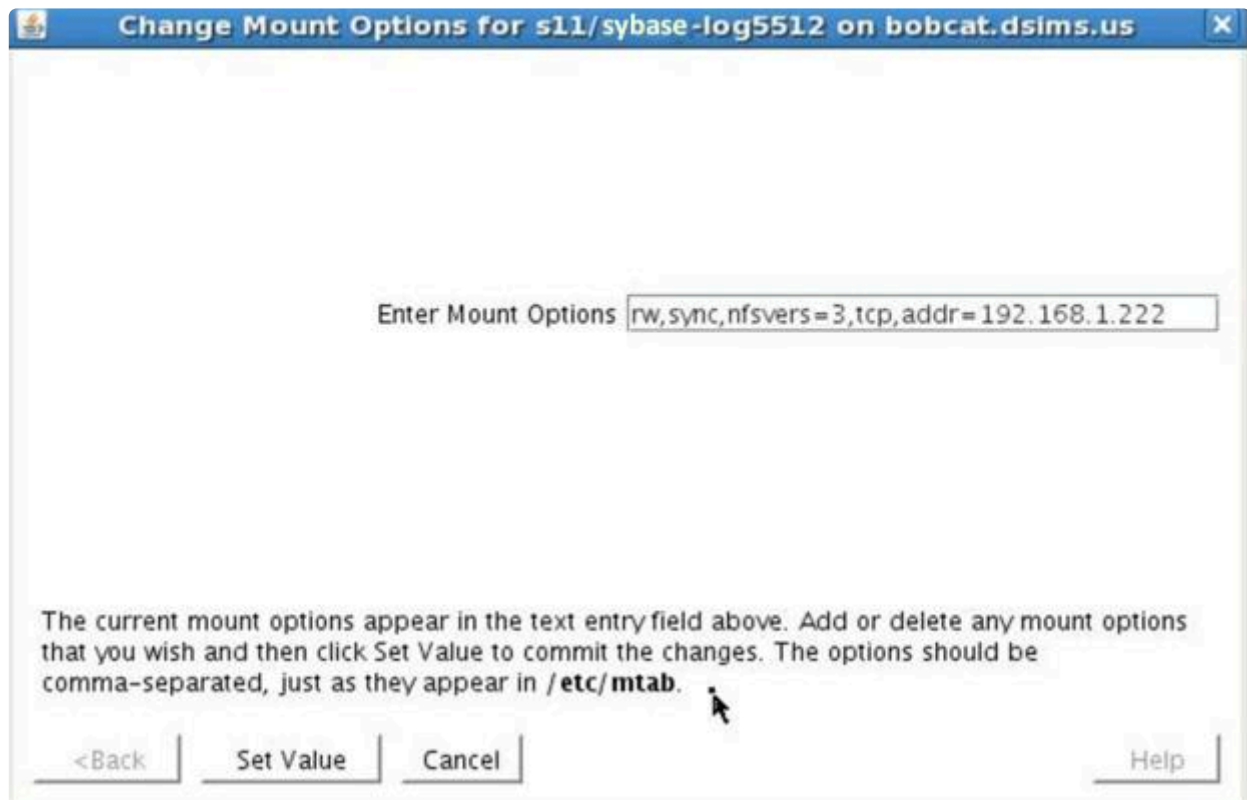 Change Mount Options for s11/sybase-log5512 on bobcat.dsims.us
Enter Mount Options rw,sync,nfsvers=3,tcp,addr=192.168.1.222
The current mount options appear in the text entry field above. Add or delete any mount options
that you wish and then click Set Value to commit the changes. The options should be
comma-separated, just as they appear in /etc/mtab.
<Back Set Value Cancel Help